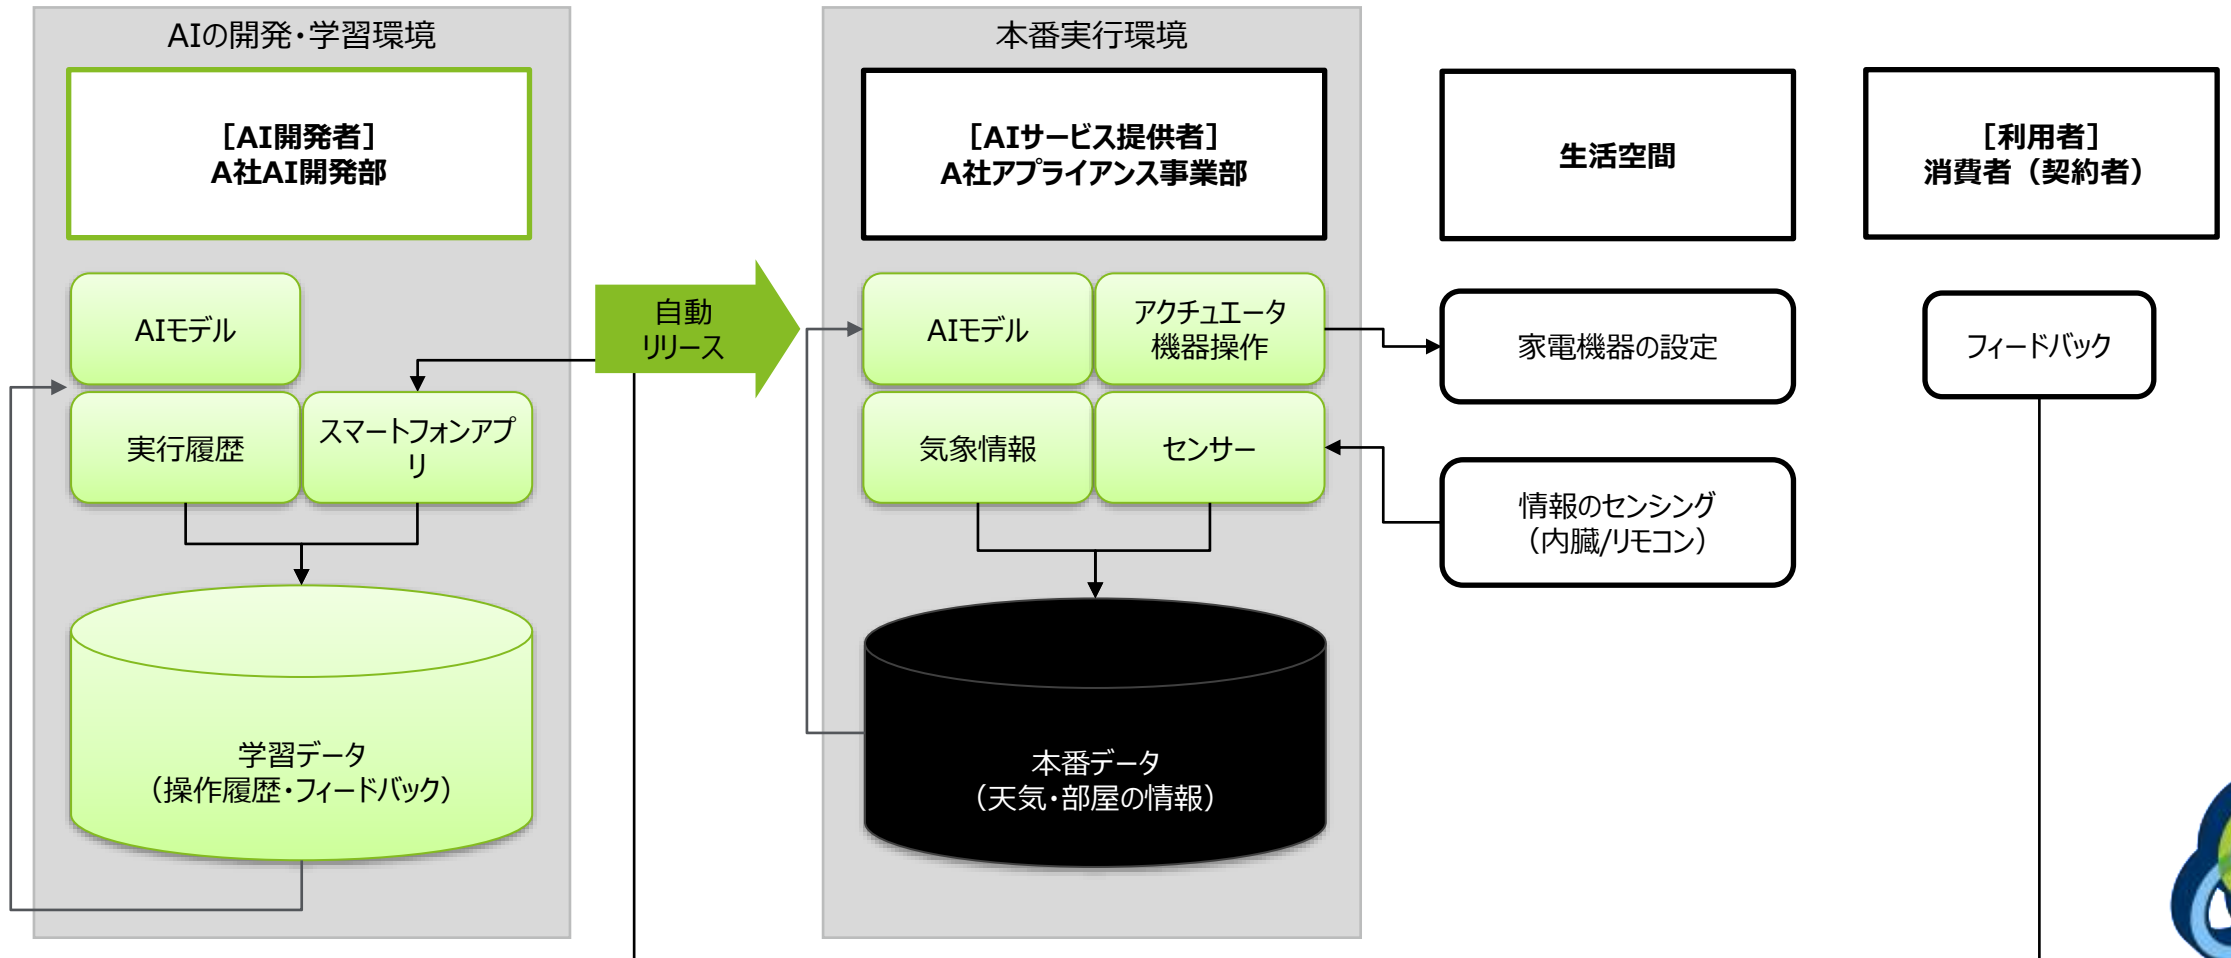 AIの開発・学習環境
［AI開発者］
A社AI開発部
AIモデル
実行履歴
スマートフォンアプ
リ
学習データ
（操作履歴・フィードバック）
自動
リリース
本番実行環境
［AIサービス提供者］
A社アプライアンス事業部
AIモデル
アクチュエータ
機器操作
気象情報
センサー
本番データ
（天気・部屋の情報）
生活空間
家電機器の設定
情報のセンシング
（内臓/リモコン）
［利用者］
消費者（契約者）
フィードバック